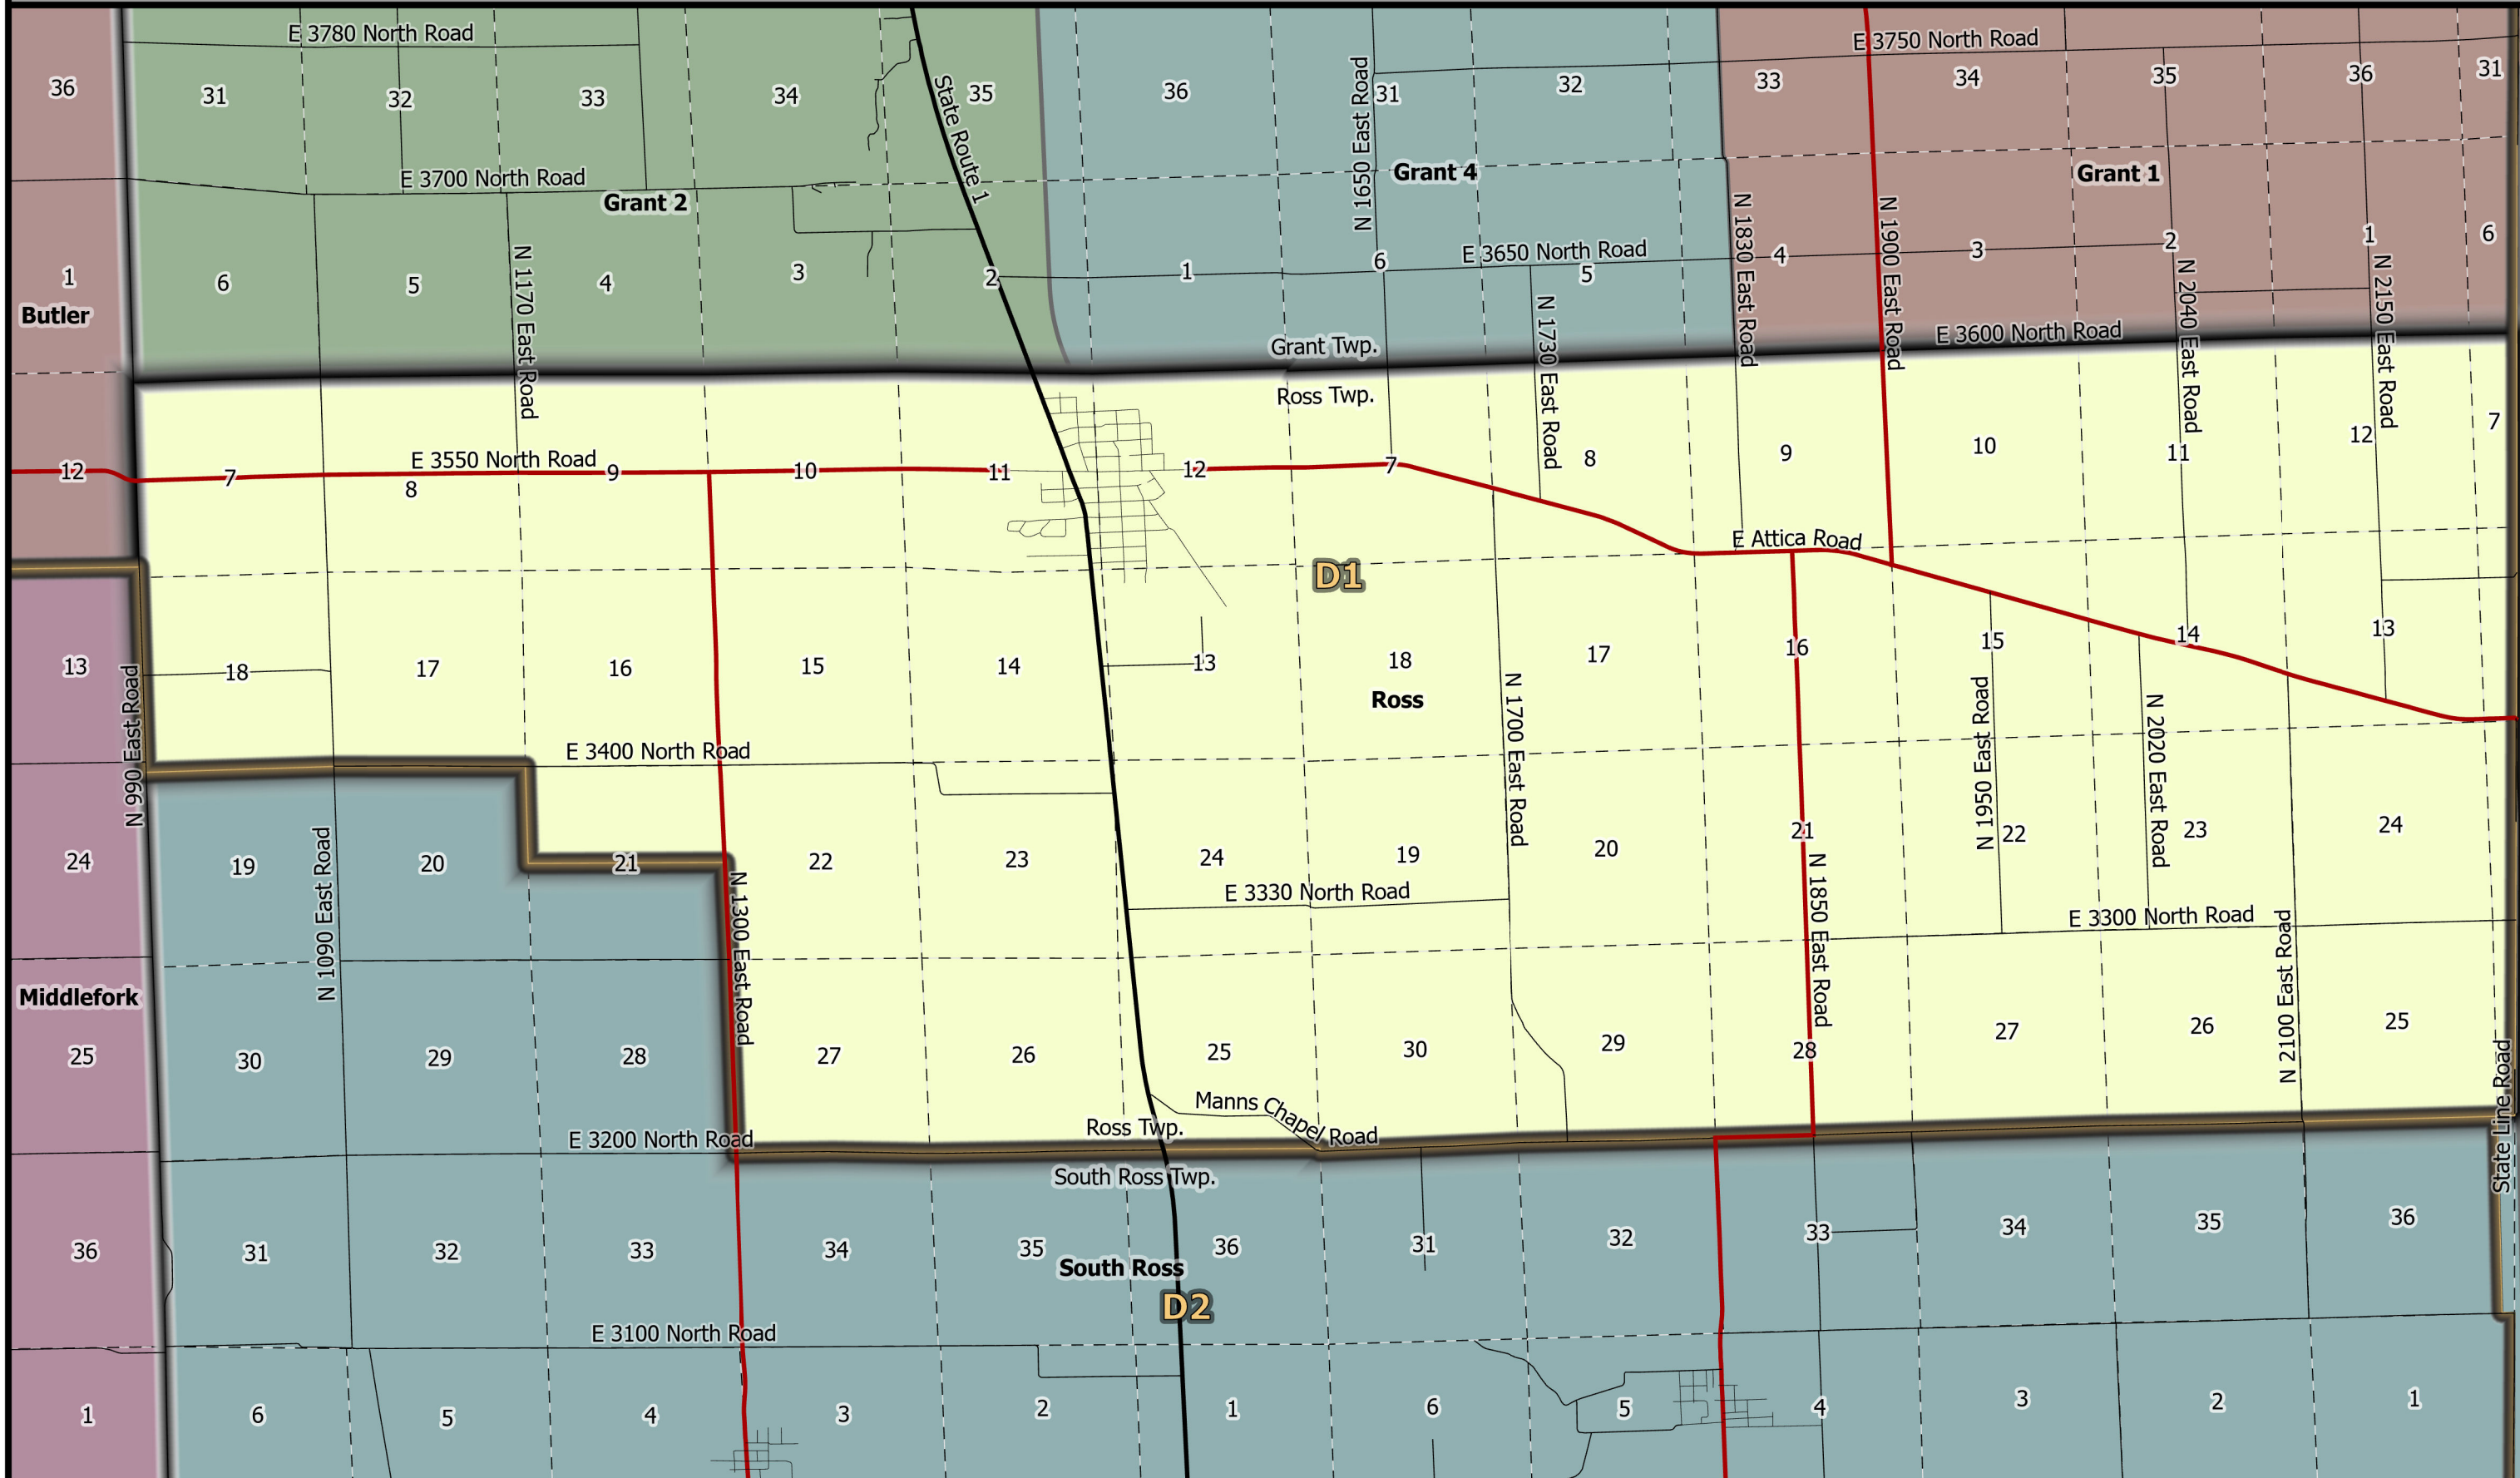 E 3780 North Road
E 3750 North Road
36
31
32
33
34
35
36
31
32
33
34
35
36
31
State Route 1
N 1650 East Road
E 3700 North Road
Grant 2
Grant 4
Grant 1
N 1830 East Road
N 1900 East Road
E 3650 North Road
1
6
5
4
3
2
1
6
5
4
3
2
1
6
Butler
N 1170 East Road
N 1730 East Road
N 2040 East Road
N 2150 East Road
E 3600 North Road
Grant Twp.
Ross Twp.
E 3550 North Road
12
7
8
9
10
11
12
7
8
9
10
11
12
7
E Attica Road
D1
13
18
17
16
15
14
13
18
17
16
15
14
13
Ross
N 990 East Road
N 1700 East Road
N 1950 East Road
N 2020 East Road
E 3400 North Road
24
19
20
21
22
23
24
19
20
21
22
23
24
N 1090 East Road
N 1300 East Road
N 1850 East Road
E 3330 North Road
E 3300 North Road
N 2100 East Road
Middlefork
25
30
29
28
27
26
25
30
29
28
27
26
25
State Line Road
Manns Chapel Road
Ross Twp.
E 3200 North Road
South Ross Twp.
36
31
32
33
34
35
36
31
32
33
34
35
36
South Ross
D2
E 3100 North Road
1
6
5
4
3
2
1
6
5
4
3
2
1